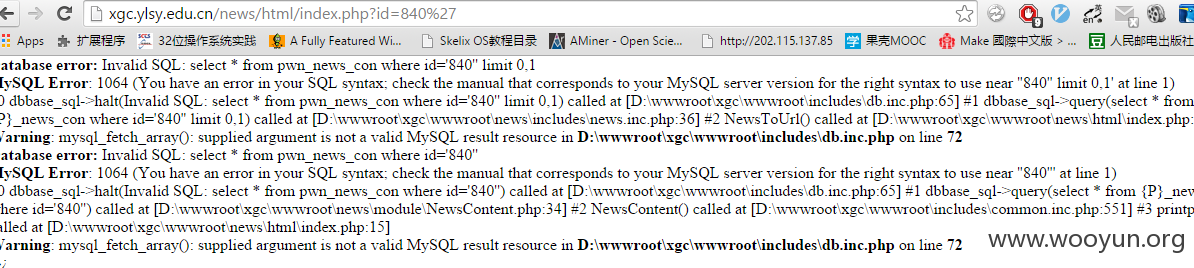 xgc.ylsy.edu.cn/news/html/index.php?id=840%27
9
Apps 扩展程序 32位操作系统实践 A Fully Featured Wi... Skelix OS教程目录 AMiner - Open Scie... http://202.115.137.85 果壳MOOC Make 國際中文版 > ... 人民邮电出版社
atabase error: Invalid SQL: select * from pwn_news_con where id='840'' limit 0,1
MySQL Error: 1064 (You have an error in your SQL syntax; check the manual that corresponds to your MySQL server version for the right syntax to use near ''840'' limit 0,1' at line 1)
0 dbbase_sql->halt(Invalid SQL: select * from pwn_news_con where id='840'' limit 0,1) called at [D:\wwwroot\xgc\wwwroot\includes\db.inc.php:65] #1 dbbase_sql->query(select * from
P}_news_con where id='840'' limit 0,1) called at [D:\wwwroot\xgc\wwwroot\news\includes\news.inc.php:36] #2 NewsToUrl() called at [D:\wwwroot\xgc\wwwroot\news\html\index.php:
Warning: mysql_fetch_array(): supplied argument is not a valid MySQL result resource in D:\wwwroot\xgc\wwwroot\includes\db.inc.php on line 72
atabase error: Invalid SQL: select * from pwn_news_con where id='840''
MySQL Error: 1064 (You have an error in your SQL syntax; check the manual that corresponds to your MySQL server version for the right syntax to use near ''840''' at line 1)
0 dbbase_sql->halt(Invalid SQL: select * from pwn_news_con where id='840'') called at [D:\wwwroot\xgc\wwwroot\includes\db.inc.php:65] #1 dbbase_sql->query(select * from {P}_new
here id='840'') called at [D:\wwwroot\xgc\wwwroot\news\module\NewsContent.php:34] #2 NewsContent() called at [D:\wwwroot\xgc\wwwroot\includes\common.inc.php:551] #3 printp
alled at [D:\wwwroot\xgc\wwwroot\news\html\index.php:15]
Warning: mysql_fetch_array(): supplied argument is not a valid MySQL result resource in D:\wwwroot\xgc\wwwroot\includes\db.inc.php on line 72
www.wooyun.org